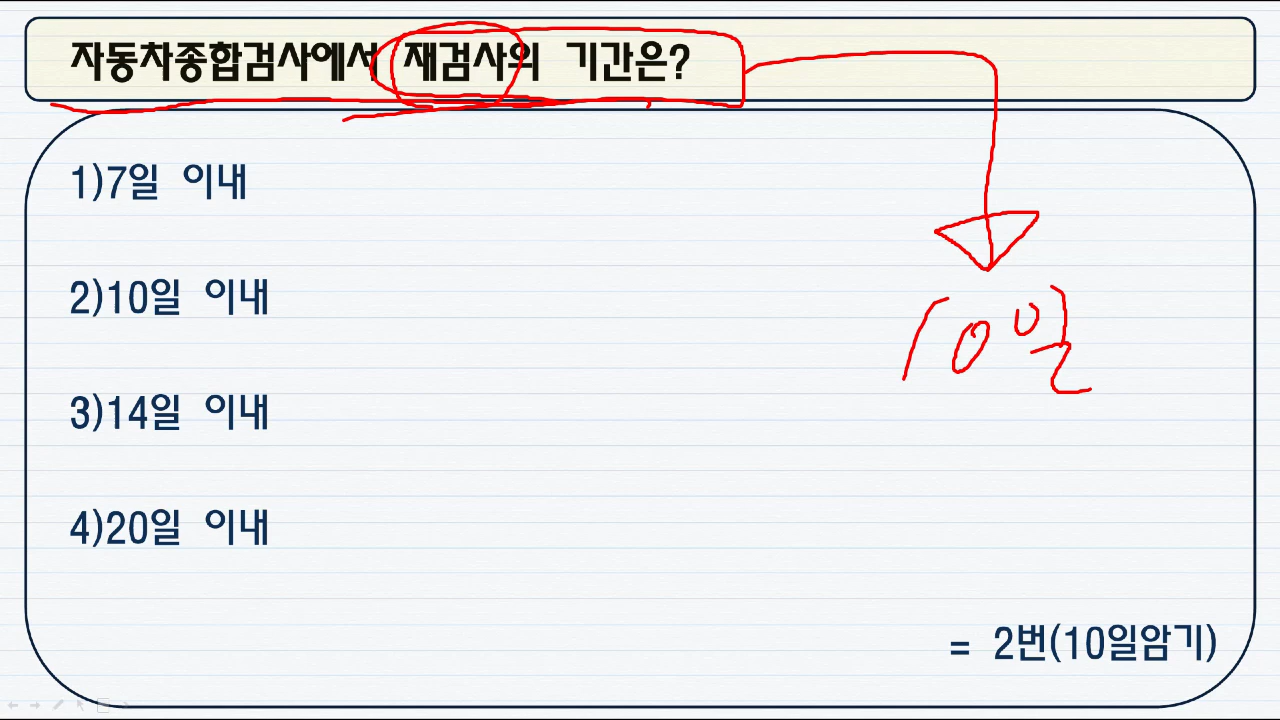 자동차종합검사에서 재검사의 기간은?
1)7일 이내
2)10일 이내
10일
3)14일 이내
4)20일 이내
= 2번(10일암기)